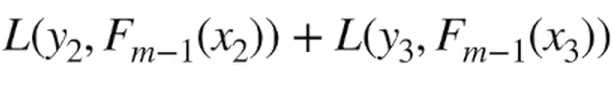 L(y₂, Fₘ₋₁(x₂)) + L(y₃, Fₘ₋₁(x₃))